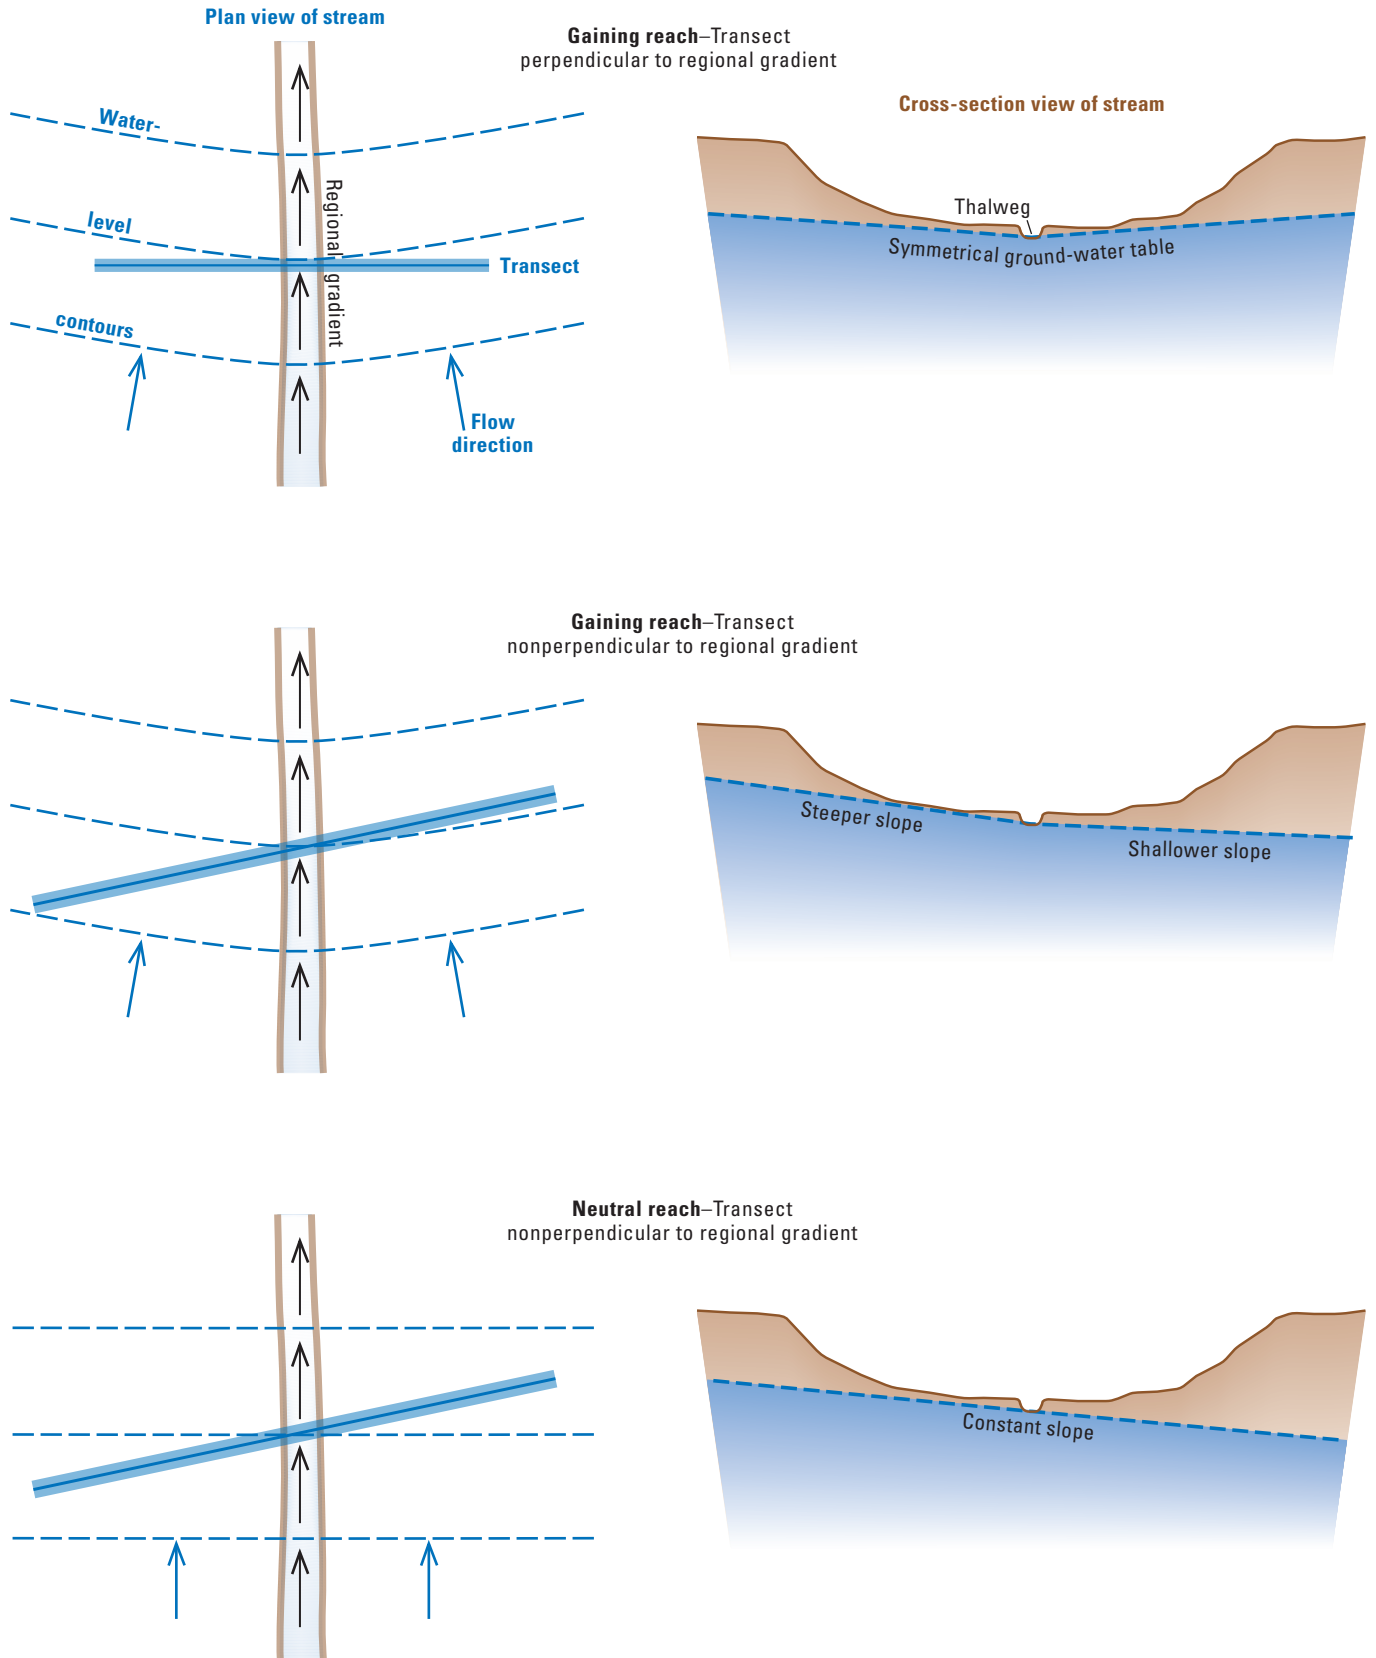 Plan view of stream
Gaining reach–Transect
perpendicular to regional gradient
Cross-section view of stream
Water-
level
contours
Regional gradient
Transect
Flow
direction
Thalweg
Symmetrical ground-water table
Gaining reach–Transect
nonperpendicular to regional gradient
Steeper slope
Shallower slope
Neutral reach–Transect
nonperpendicular to regional gradient
Constant slope